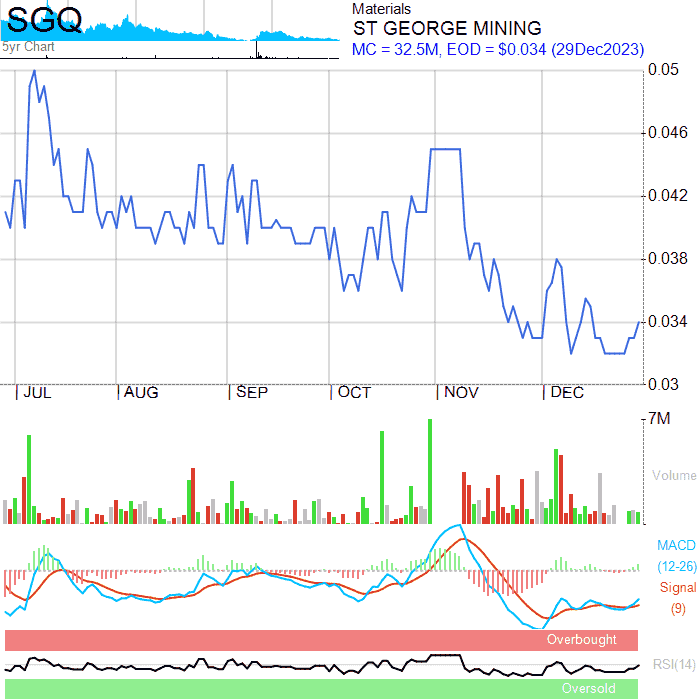 SGQ
5yr Chart
Materials
ST GEORGE MINING
MC = 32.5M, EOD = $0.034 (29Dec2023)
0.05
0.046
0.042
0.038
0.034
0.03
JUL AUG SEP OCT NOV DEC
7M
Volume
MACD
(12-26)
Signal
(9)
Overbought
RSI(14)
Oversold